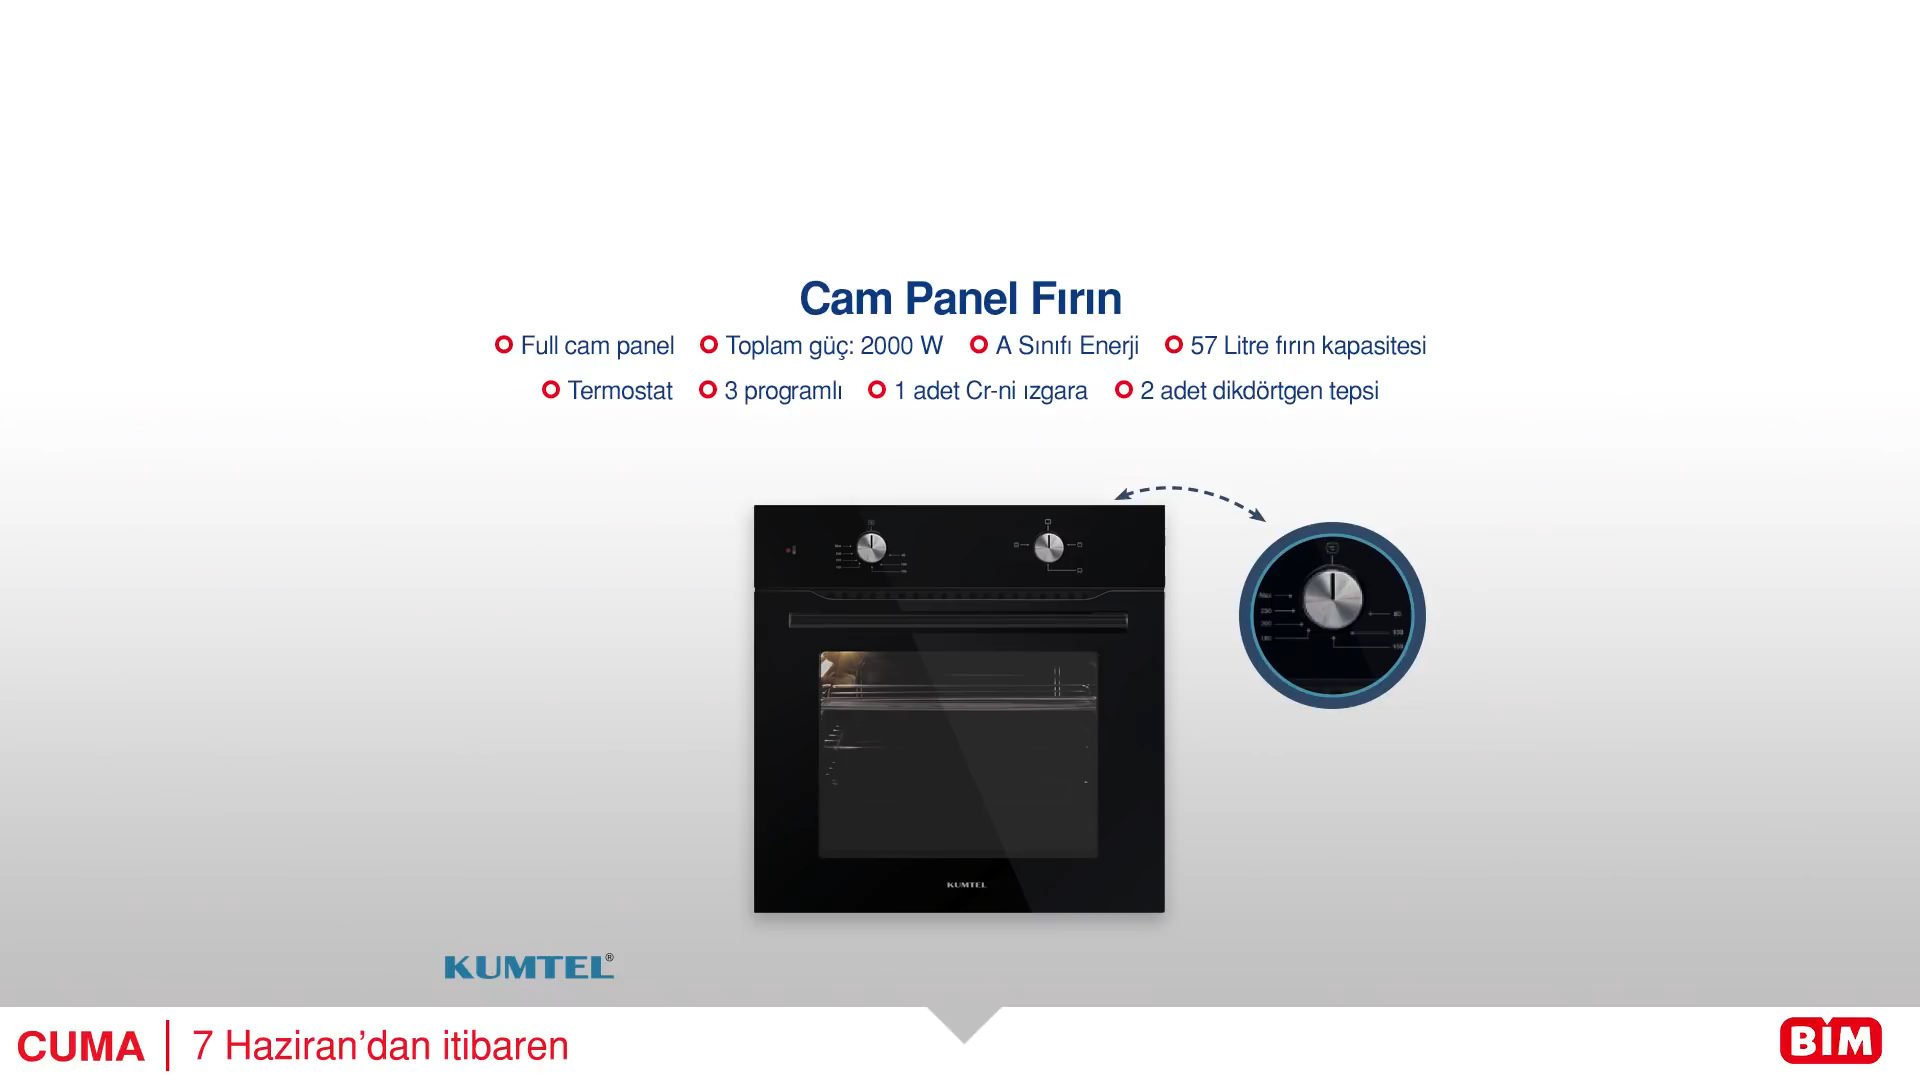 Cam Panel Fırın
Full cam panel Toplam güç: 2000 W A Sınıfı Enerji 57 Litre fırın kapasitesi
Termostat 3 programlı 1 adet Cr-ni ızgara 2 adet dikdörtgen tepsi
KUMTEL
KUMTEL®
CUMA 7 Haziran’dan itibaren
BİM